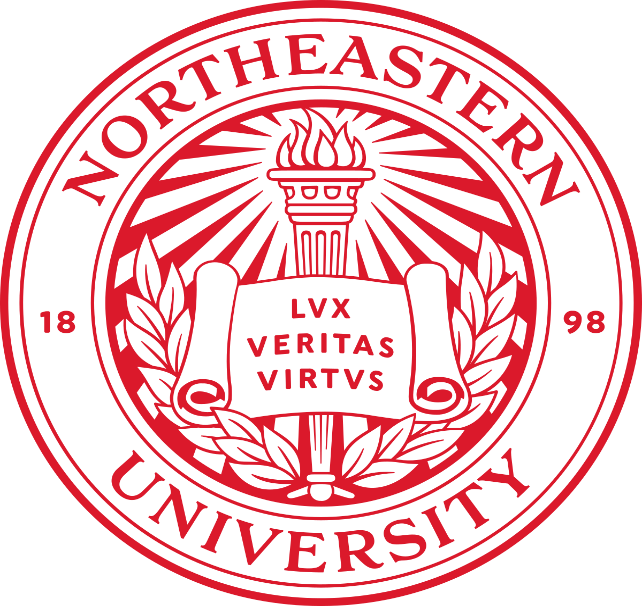 NORTHEASTERN
18 98
LVX
VERITAS
VIRTVS
UNIVERSITY